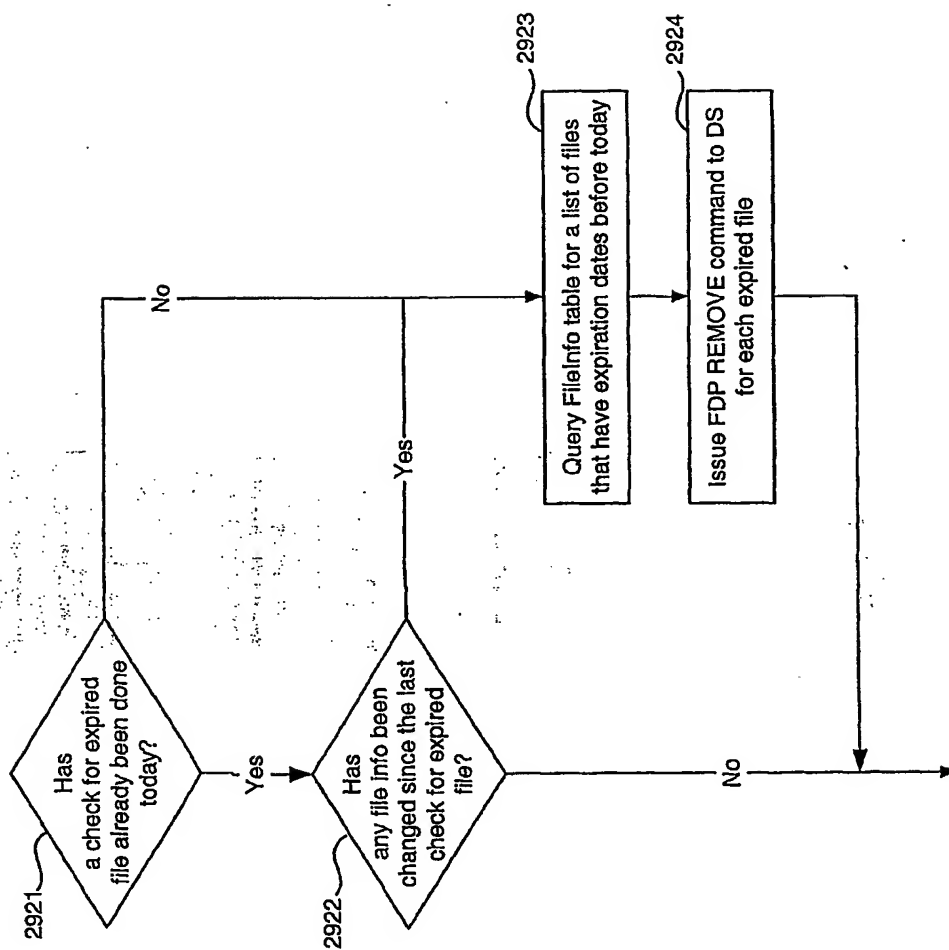 2921
Has
a check for expired
file already been done
today?
No
Yes
2922
Has
any file info been
changed since the last
check for expired
file?
Yes
No
2923
Query FileInfo table for a list of files
that have expiration dates before today
2924
Issue FDP REMOVE command to DS
for each expired file